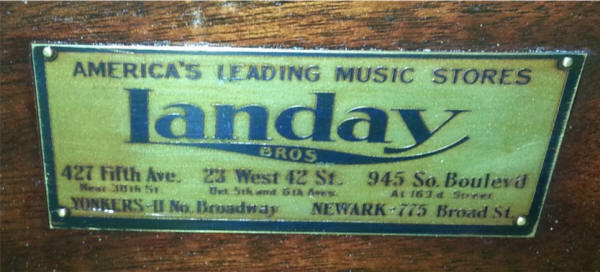 AMERICA'S LEADING MUSIC STORES
landay
BROS
427 Fifth Ave. 23 West 42 St. 945 So. Boulevd
Near 38th St. Bet. 5th and 6th Aves. At 163d Street
YONKERS-11 No. Broadway NEWARK-775 Broad St.